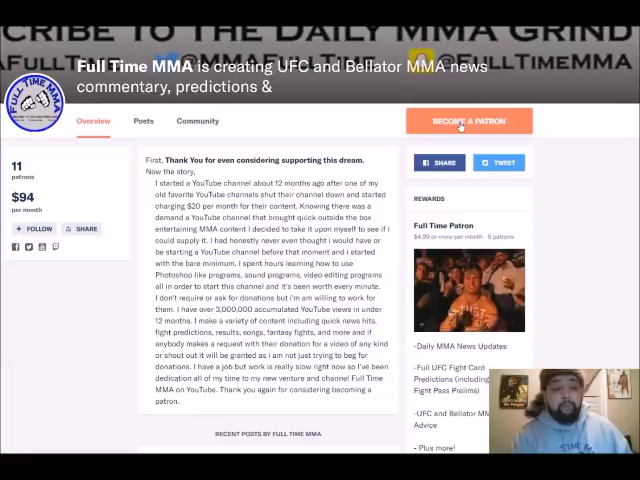 CRIBE TO THE DAILY MMA GRIND
AFULLTIME @MMAFULLTIME @FULLTIMEMMA
Full Time MMA is creating UFC and Bellator MMA news
commentary, predictions &
FULL TIME MMA
Overview
Posts
Community
BECOME A PATRON
11
patrons
$94
per month
+ FOLLOW
SHARE
First, Thank You for even considering supporting this dream.
Now the story,
I started a YouTube channel about 12 months ago after one of my
old favorite YouTube channels shut their channel down and started
charging $20 per month for their content. Knowing there was a
demand a YouTube channel that brought quick outside the box
entertaining MMA content I decided to take it upon myself to see if i
could supply it. I had honestly never even thought i would have or
be starting a YouTube channel before that moment and i started
with the bare minimum. I spent hours learning how to use
Photoshop like programs, sound programs, video editing programs
all in order to start this channel and it's been worth every minute.
I don't require or ask for donations but i'm am willing to work for
them. I have over 3,000,000 accumulated YouTube views in under
12 months. I make a variety of content including quick news hits,
fight predictions, results, songs, fantasy fights, and more and if
anybody makes a request with their donation for a video of any kind
or shout out it will be granted as i am not just trying to beg for
donations. I have a job but work is really slow right now so I've been
dedication all of my time to my new venture and channel Full Time
MMA on YouTube. Thank you again for considering becoming a
patron.
RECENT POSTS BY FULL TIME MMA
SHARE
TWEET
REWARDS
Full Time Patron
$4.99 or more per month · 5 patrons
-Daily MMA News Updates
-Full UFC Fight Card
Predictions (including
Fight Pass Prelims)
-UFC and Bellator MM
Advice
- Plus more!